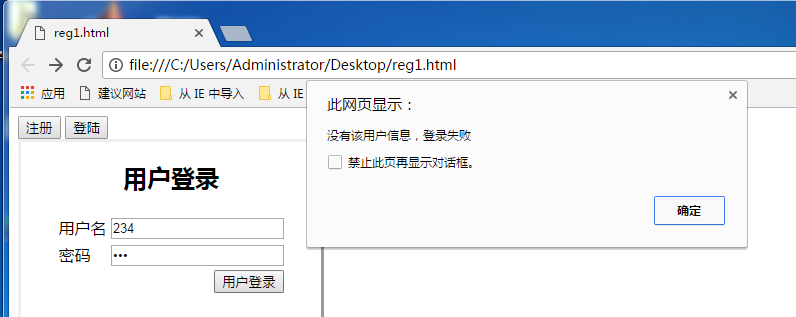 reg1.html
file:///C:/Users/Administrator/Desktop/reg1.html
应用 建议网站 从 IE 中导入 从 IE
此网页显示：
没有该用户信息，登录失败
禁止此页再显示对话框。
确定
注册 登陆
用户登录
用户名 234
密码 •••
用户登录